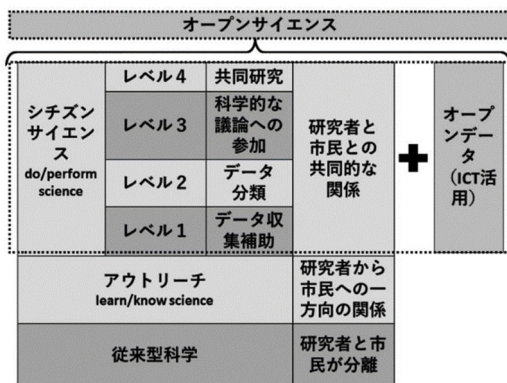 オープンサイエンス
シチズン
サイエン
ス
do/perform
science
レベル４
共同研究
レベル３
科学的な
議論への
参加
レベル２
データ
分類
レベル１
データ収
集補助
研究者と
市民との
共同的な
関係
オープ
ンデー
タ
（ICT活
用）
アウトリーチ
learn/know science
研究者から
市民への一
方向の関係
従来型科学
研究者と市
民が分離